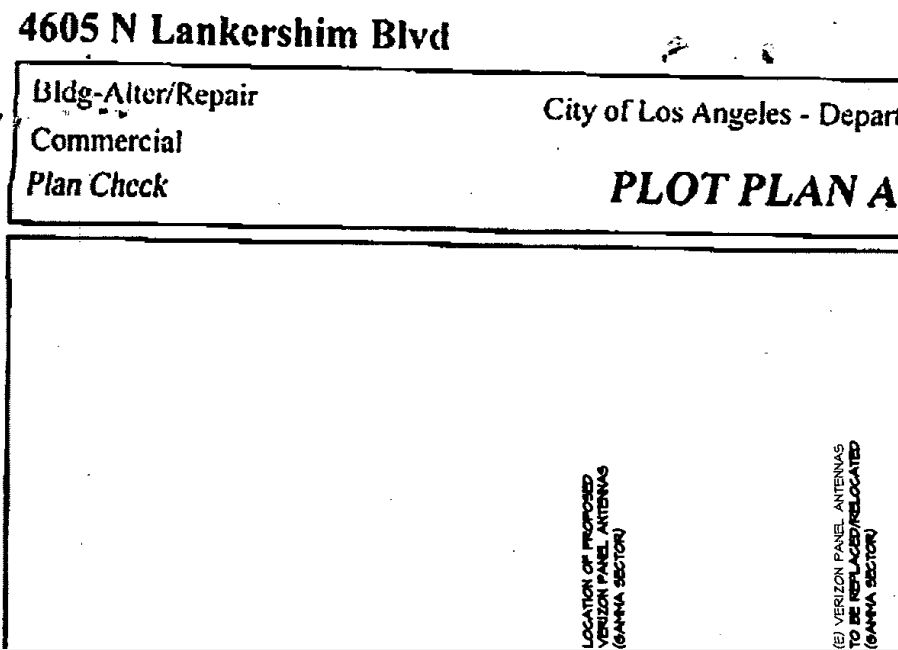 4605 N Lankershim Blvd
Bldg-Alter/Repair
Commercial
Plan Check
City of Los Angeles - Depart
PLOT PLAN A
LOCATION OF PROPOSED
VERIZON PANEL ANTENNAS
(GAMMA SECTOR)
(E) VERIZON PANEL ANTENNAS
TO BE REPLACED/RELOCATED
(GAMMA SECTOR)